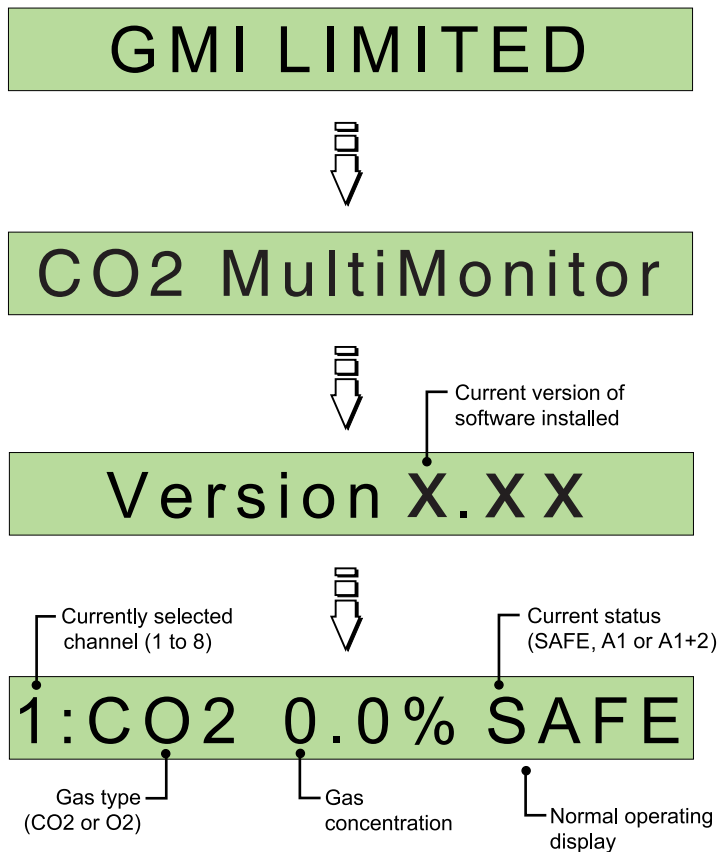 GMI LIMITED
CO2 MultiMonitor
Current version of
software installed
Version X.XX
Currently selected
channel (1 to 8)
Current status
(SAFE, A1 or A1+2)
1:CO2 0.0% SAFE
Gas type
(CO2 or O2)
Gas
concentration
Normal operating
display